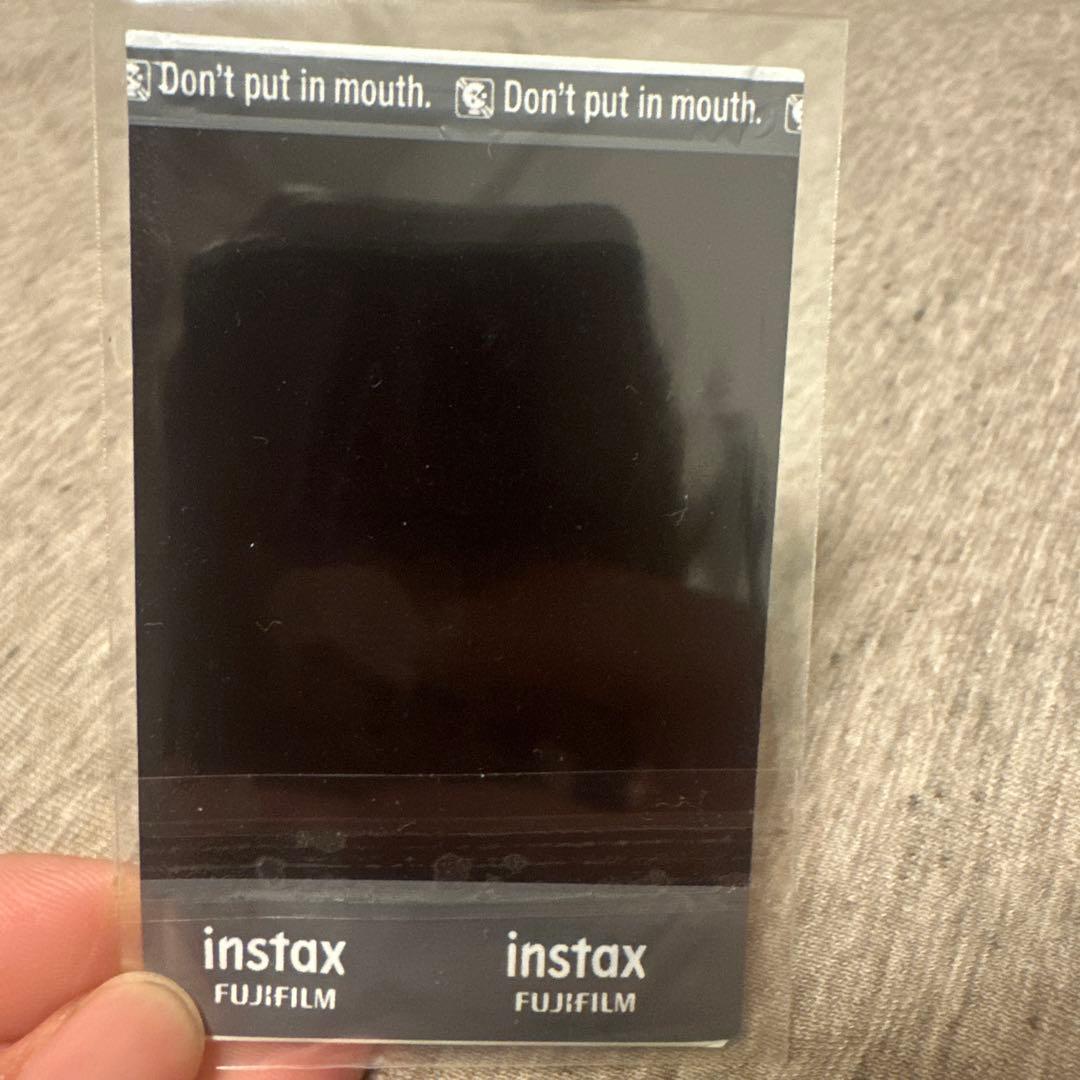 Don't put in mouth. Don't put in mouth.
instax instax
FUJIFILM FUJIFILM